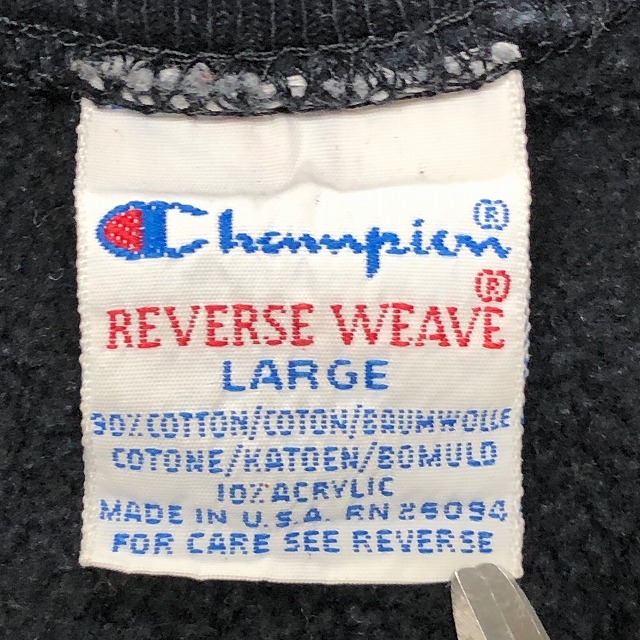 Champion®
REVERSE WEAVE®
LARGE
90% COTTON/COTON/BAUMWOLLE
COTONE/KATOEN/BOMULD
10% ACRYLIC
MADE IN U.S.A. RN 26094
FOR CARE SEE REVERSE